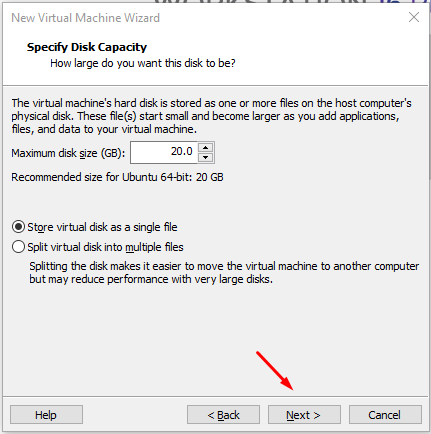 New Virtual Machine Wizard
Specify Disk Capacity
How large do you want this disk to be?
The virtual machine's hard disk is stored as one or more files on the host computer's
physical disk. These file(s) start small and become larger as you add applications,
files, and data to your virtual machine.
Maximum disk size (GB): 20.0
Recommended size for Ubuntu 64-bit: 20 GB
Store virtual disk as a single file
Split virtual disk into multiple files
Splitting the disk makes it easier to move the virtual machine to another computer
but may reduce performance with very large disks.
Help < Back Next > Cancel